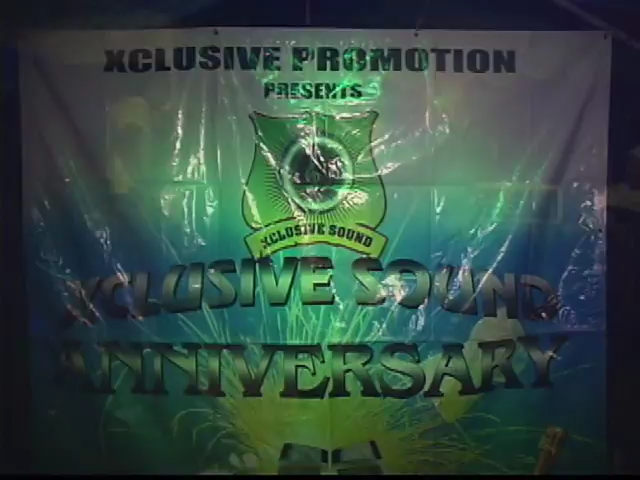 XCLUSIVE PROMOTION
PRESENTS
XCLUSIVE SOUND
XCLUSIVE SOUND
ANNIVERSARY